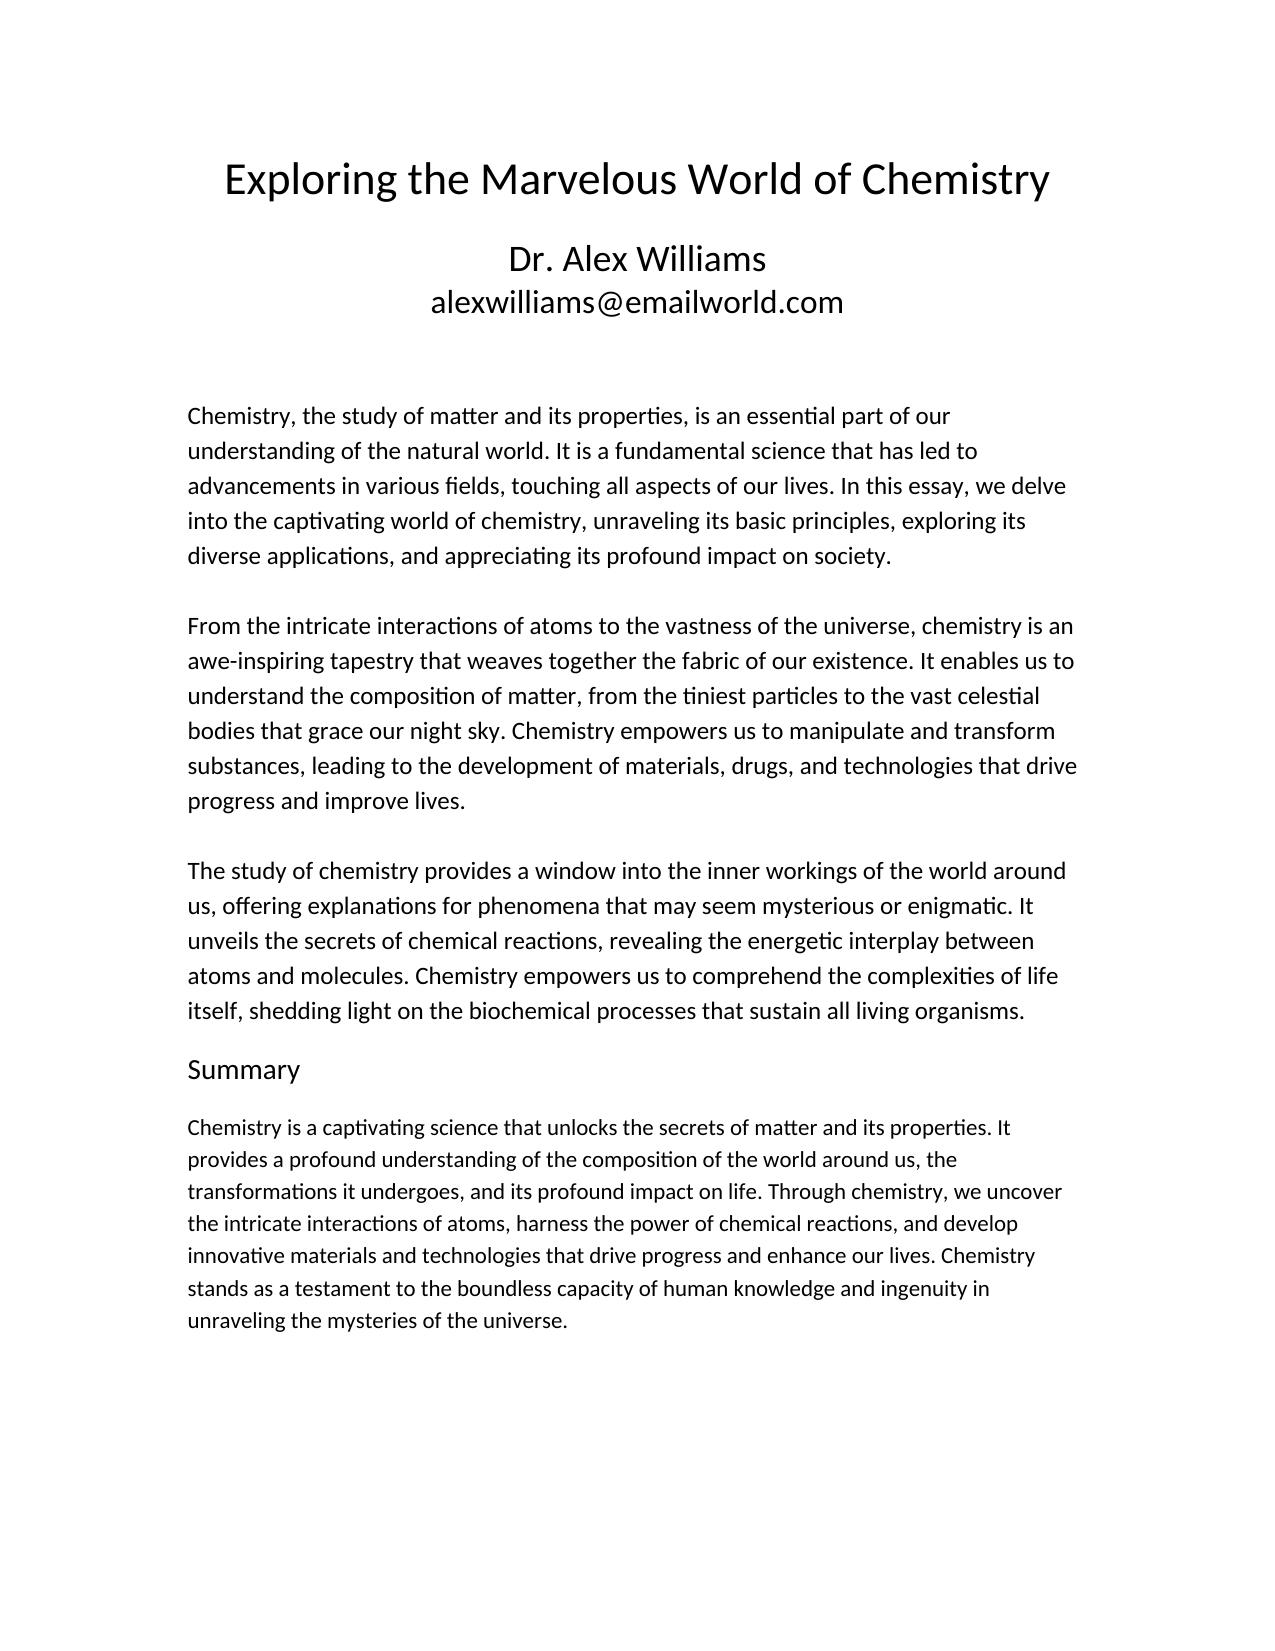 Exploring the Marvelous World of Chemistry
Dr. Alex Williams
alexwilliams@emailworld.com
Chemistry, the study of matter and its properties, is an essential part of our
understanding of the natural world. It is a fundamental science that has led to
advancements in various fields, touching all aspects of our lives. In this essay, we delve
into the captivating world of chemistry, unraveling its basic principles, exploring its
diverse applications, and appreciating its profound impact on society.
From the intricate interactions of atoms to the vastness of the universe, chemistry is an
awe-inspiring tapestry that weaves together the fabric of our existence. It enables us to
understand the composition of matter, from the tiniest particles to the vast celestial
bodies that grace our night sky. Chemistry empowers us to manipulate and transform
substances, leading to the development of materials, drugs, and technologies that drive
progress and improve lives.
The study of chemistry provides a window into the inner workings of the world around
us, offering explanations for phenomena that may seem mysterious or enigmatic. It
unveils the secrets of chemical reactions, revealing the energetic interplay between
atoms and molecules. Chemistry empowers us to comprehend the complexities of life
itself, shedding light on the biochemical processes that sustain all living organisms.
Summary
Chemistry is a captivating science that unlocks the secrets of matter and its properties. It
provides a profound understanding of the composition of the world around us, the
transformations it undergoes, and its profound impact on life. Through chemistry, we uncover
the intricate interactions of atoms, harness the power of chemical reactions, and develop
innovative materials and technologies that drive progress and enhance our lives. Chemistry
stands as a testament to the boundless capacity of human knowledge and ingenuity in
unraveling the mysteries of the universe.